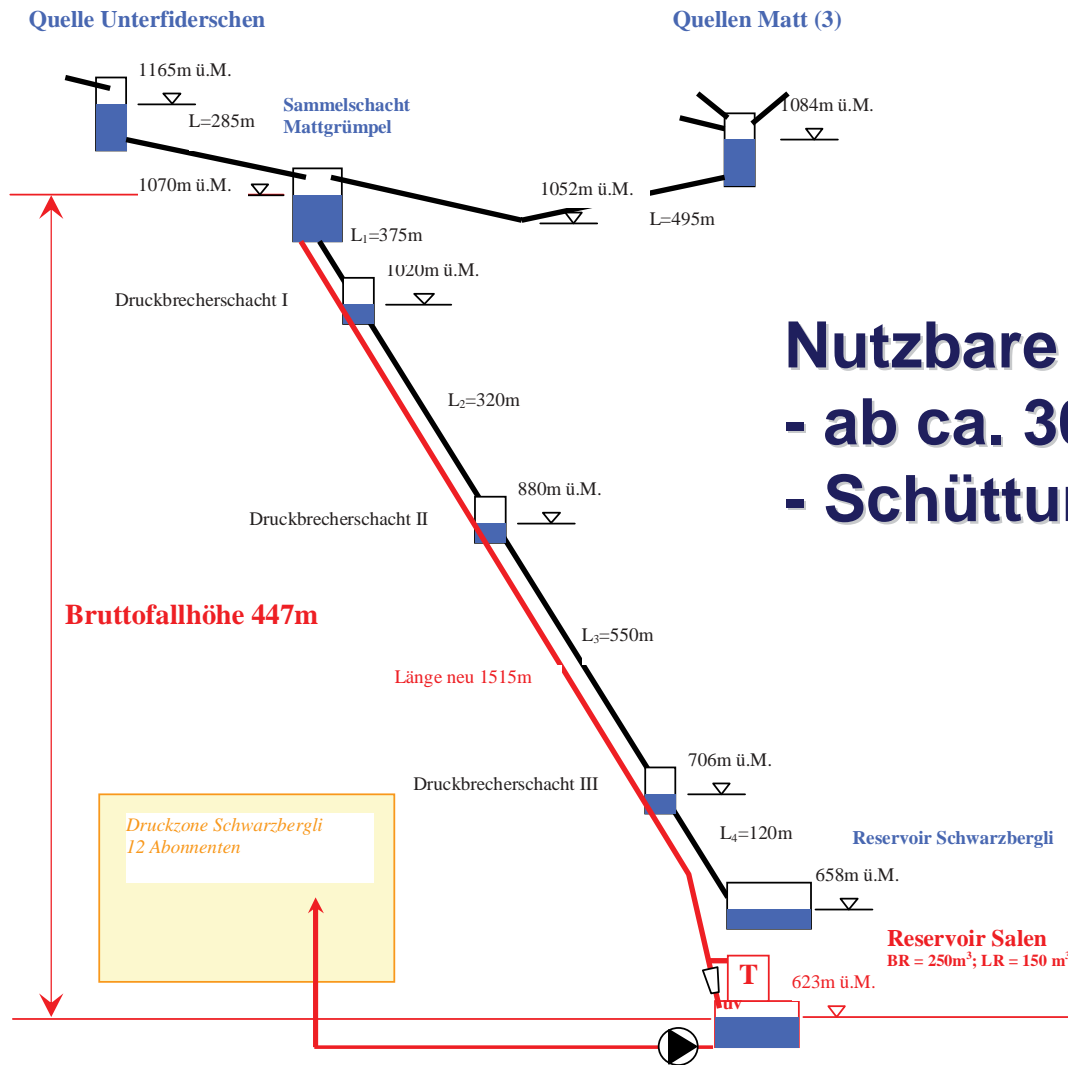 Quelle Unterfiderschen
Quellen Matt (3)
1165m ü.M.
L=285m
Sammelschacht
Mattgrümpel
1084m ü.M.
1070m ü.M.
1052m ü.M.
L=495m
L₁=375m
1020m ü.M.
Druckbrecherschacht I
Nutzbare
- ab ca.
L₂=320m
880m ü.M.
Druckbrecherschacht II
Bruttofallhöhe 447m
L₃=550m
Länge neu 1515m
706m ü.M.
Druckbrecherschacht III
Druckzone Schwarzbergli
12 Abonnenten
L₄=120m
Reservoir Schwarzbergli
658m ü.M.
Reservoir Salen
BR = 250m³; LR = 150 m³
T
623m ü.M.